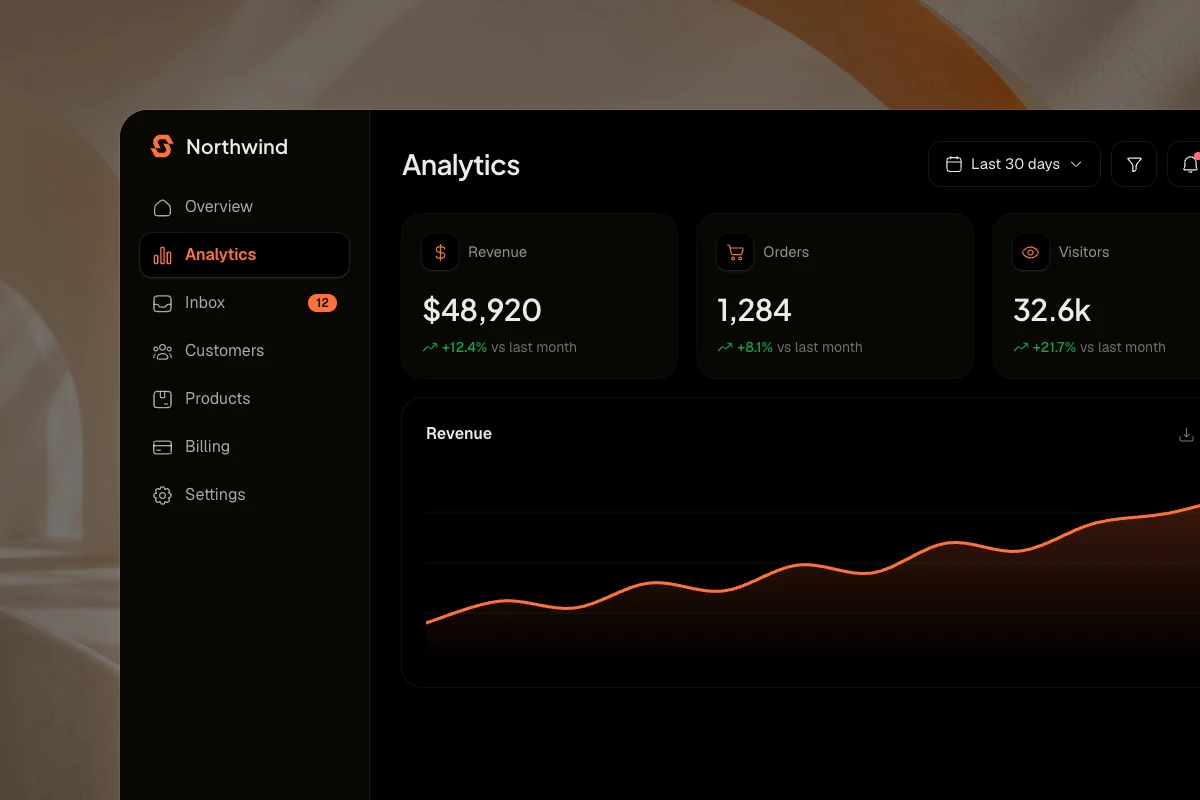 Northwind
Overview
Analytics
Inbox
12
Customers
Products
Billing
Settings
Analytics
Last 30 days
Revenue
$48,920
+12.4% vs last month
Orders
1,284
+8.1% vs last month
Visitors
32.6k
+21.7% vs last month
Revenue